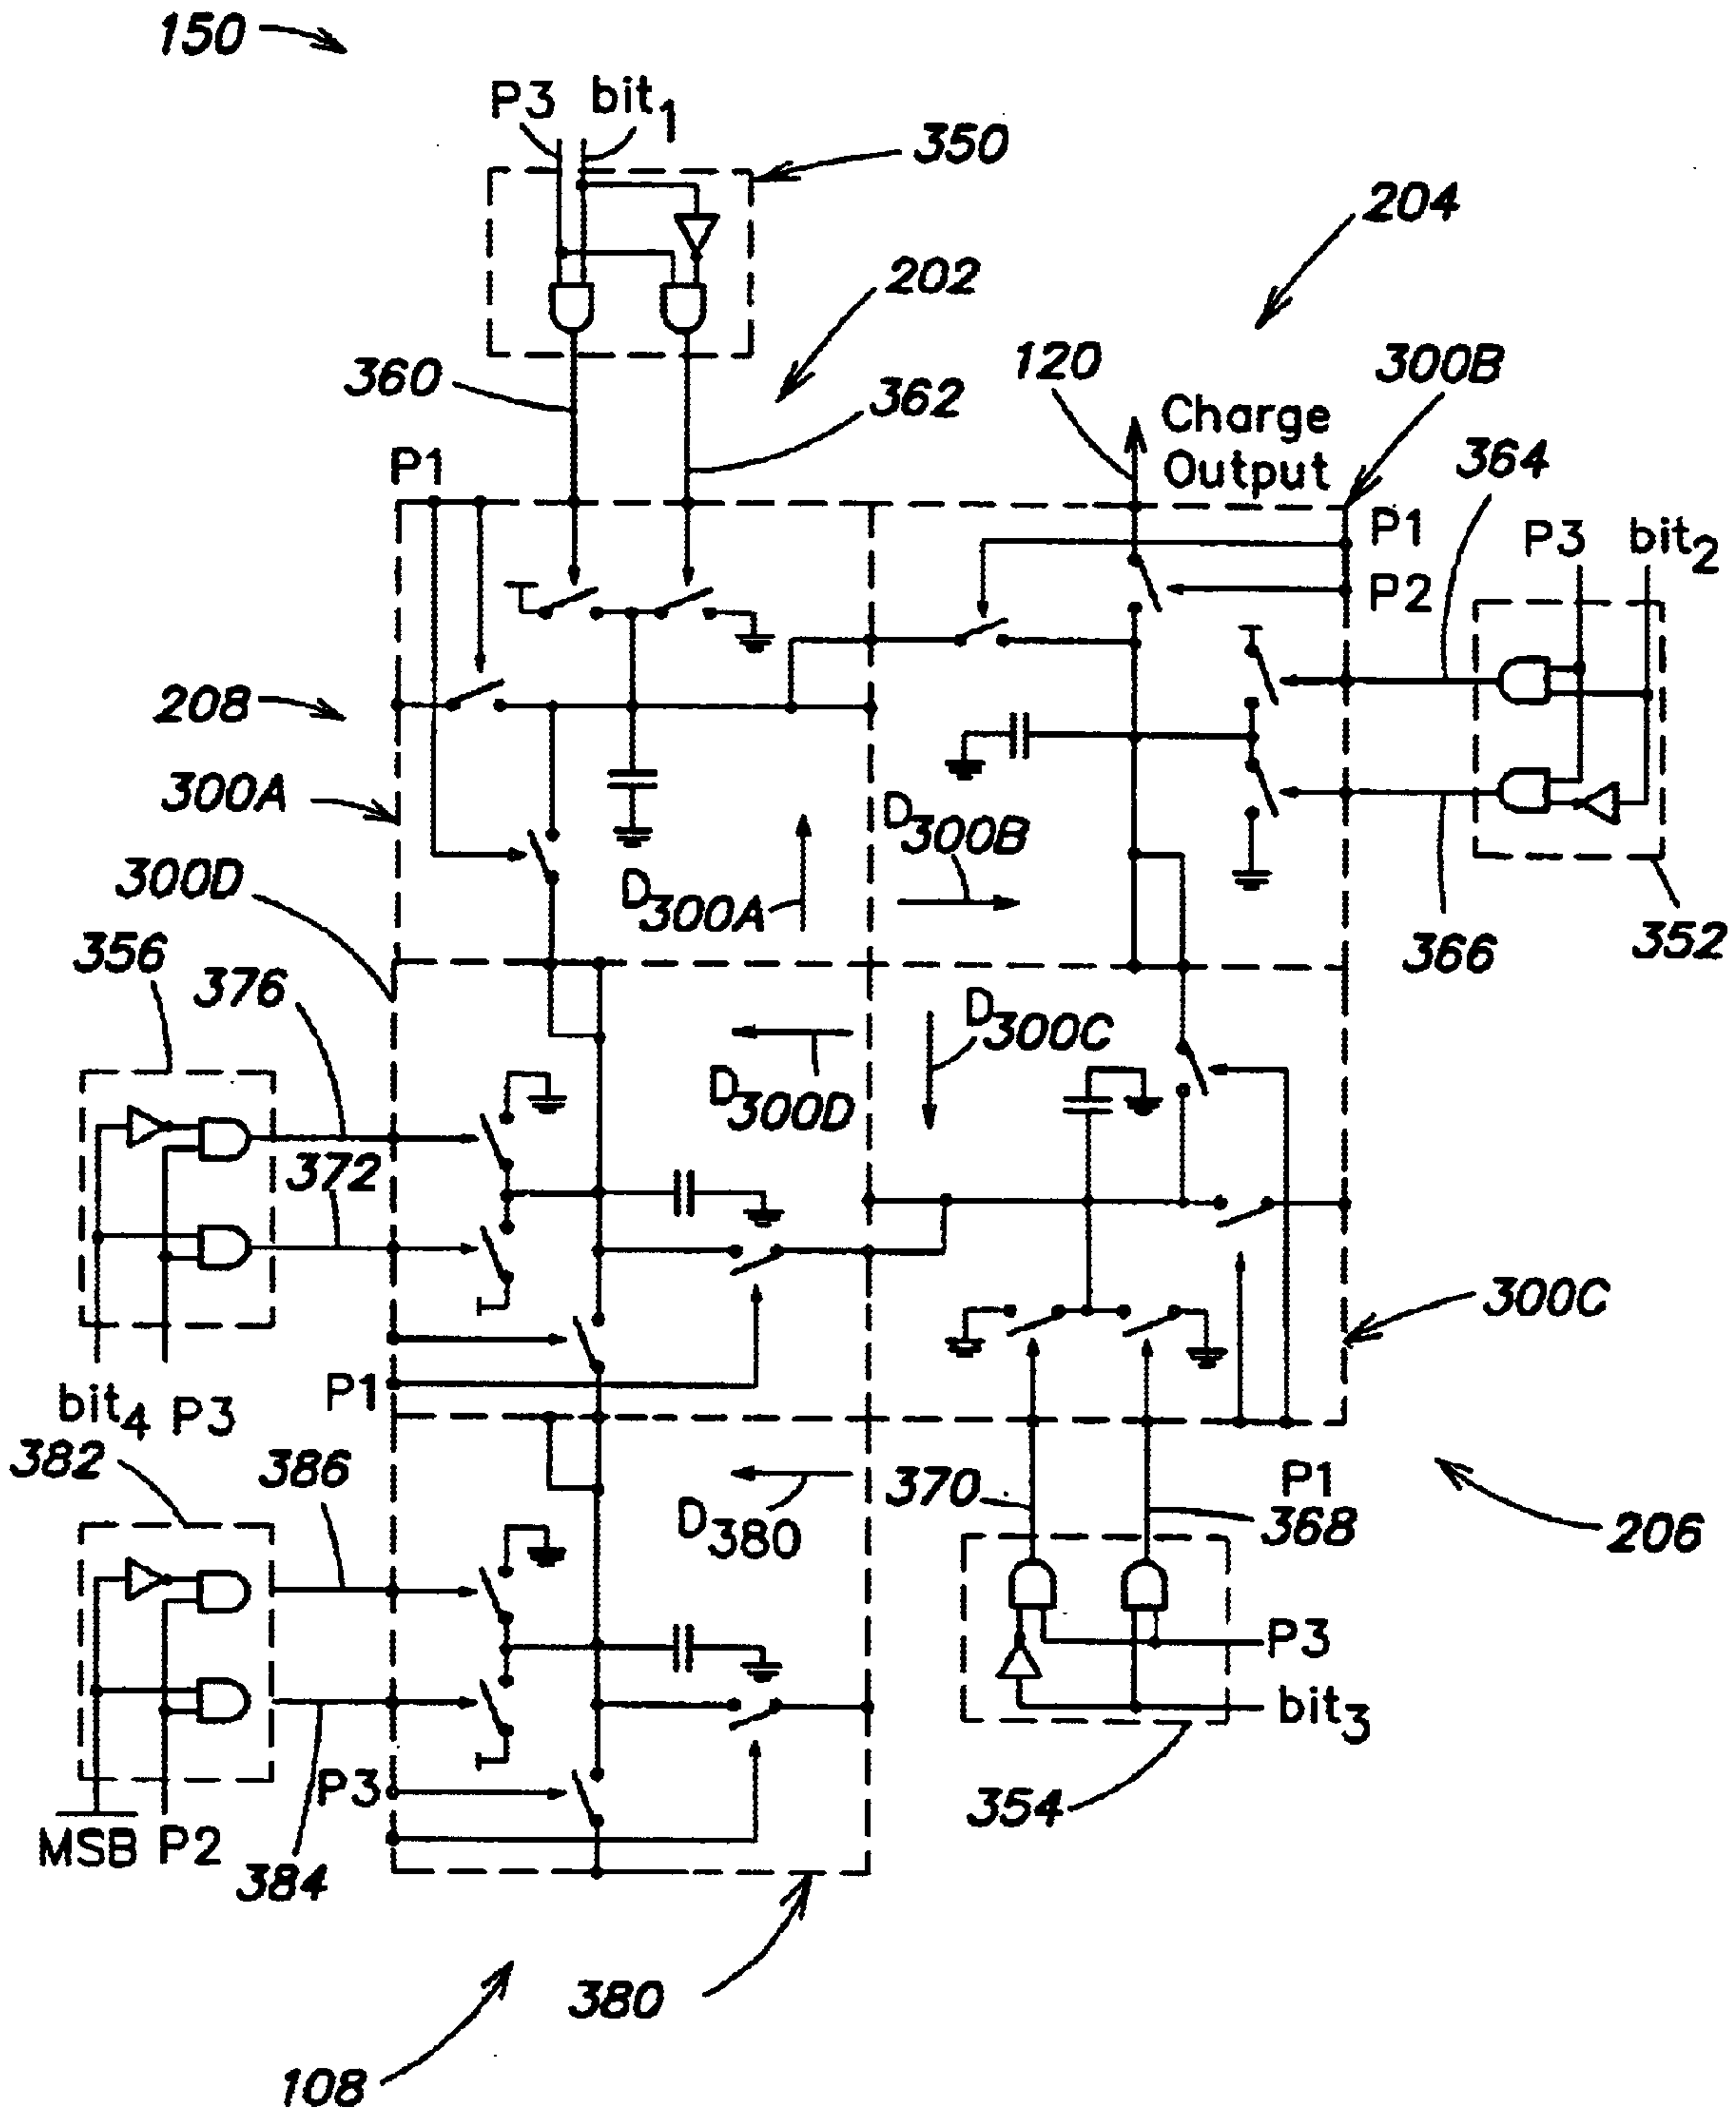 150
P3 bit1
350
204
202
120
300B
360
362
Charge
Output
364
P1
P1
P3 bit2
P2
208
300A
D300B
300D
D300A
352
366
356
376
D300C
D300D
372
300C
P1
bit4 P3
382
386
370
P1
368
D380
206
P3
bit3
P3
354
MSB P2
384
380
108